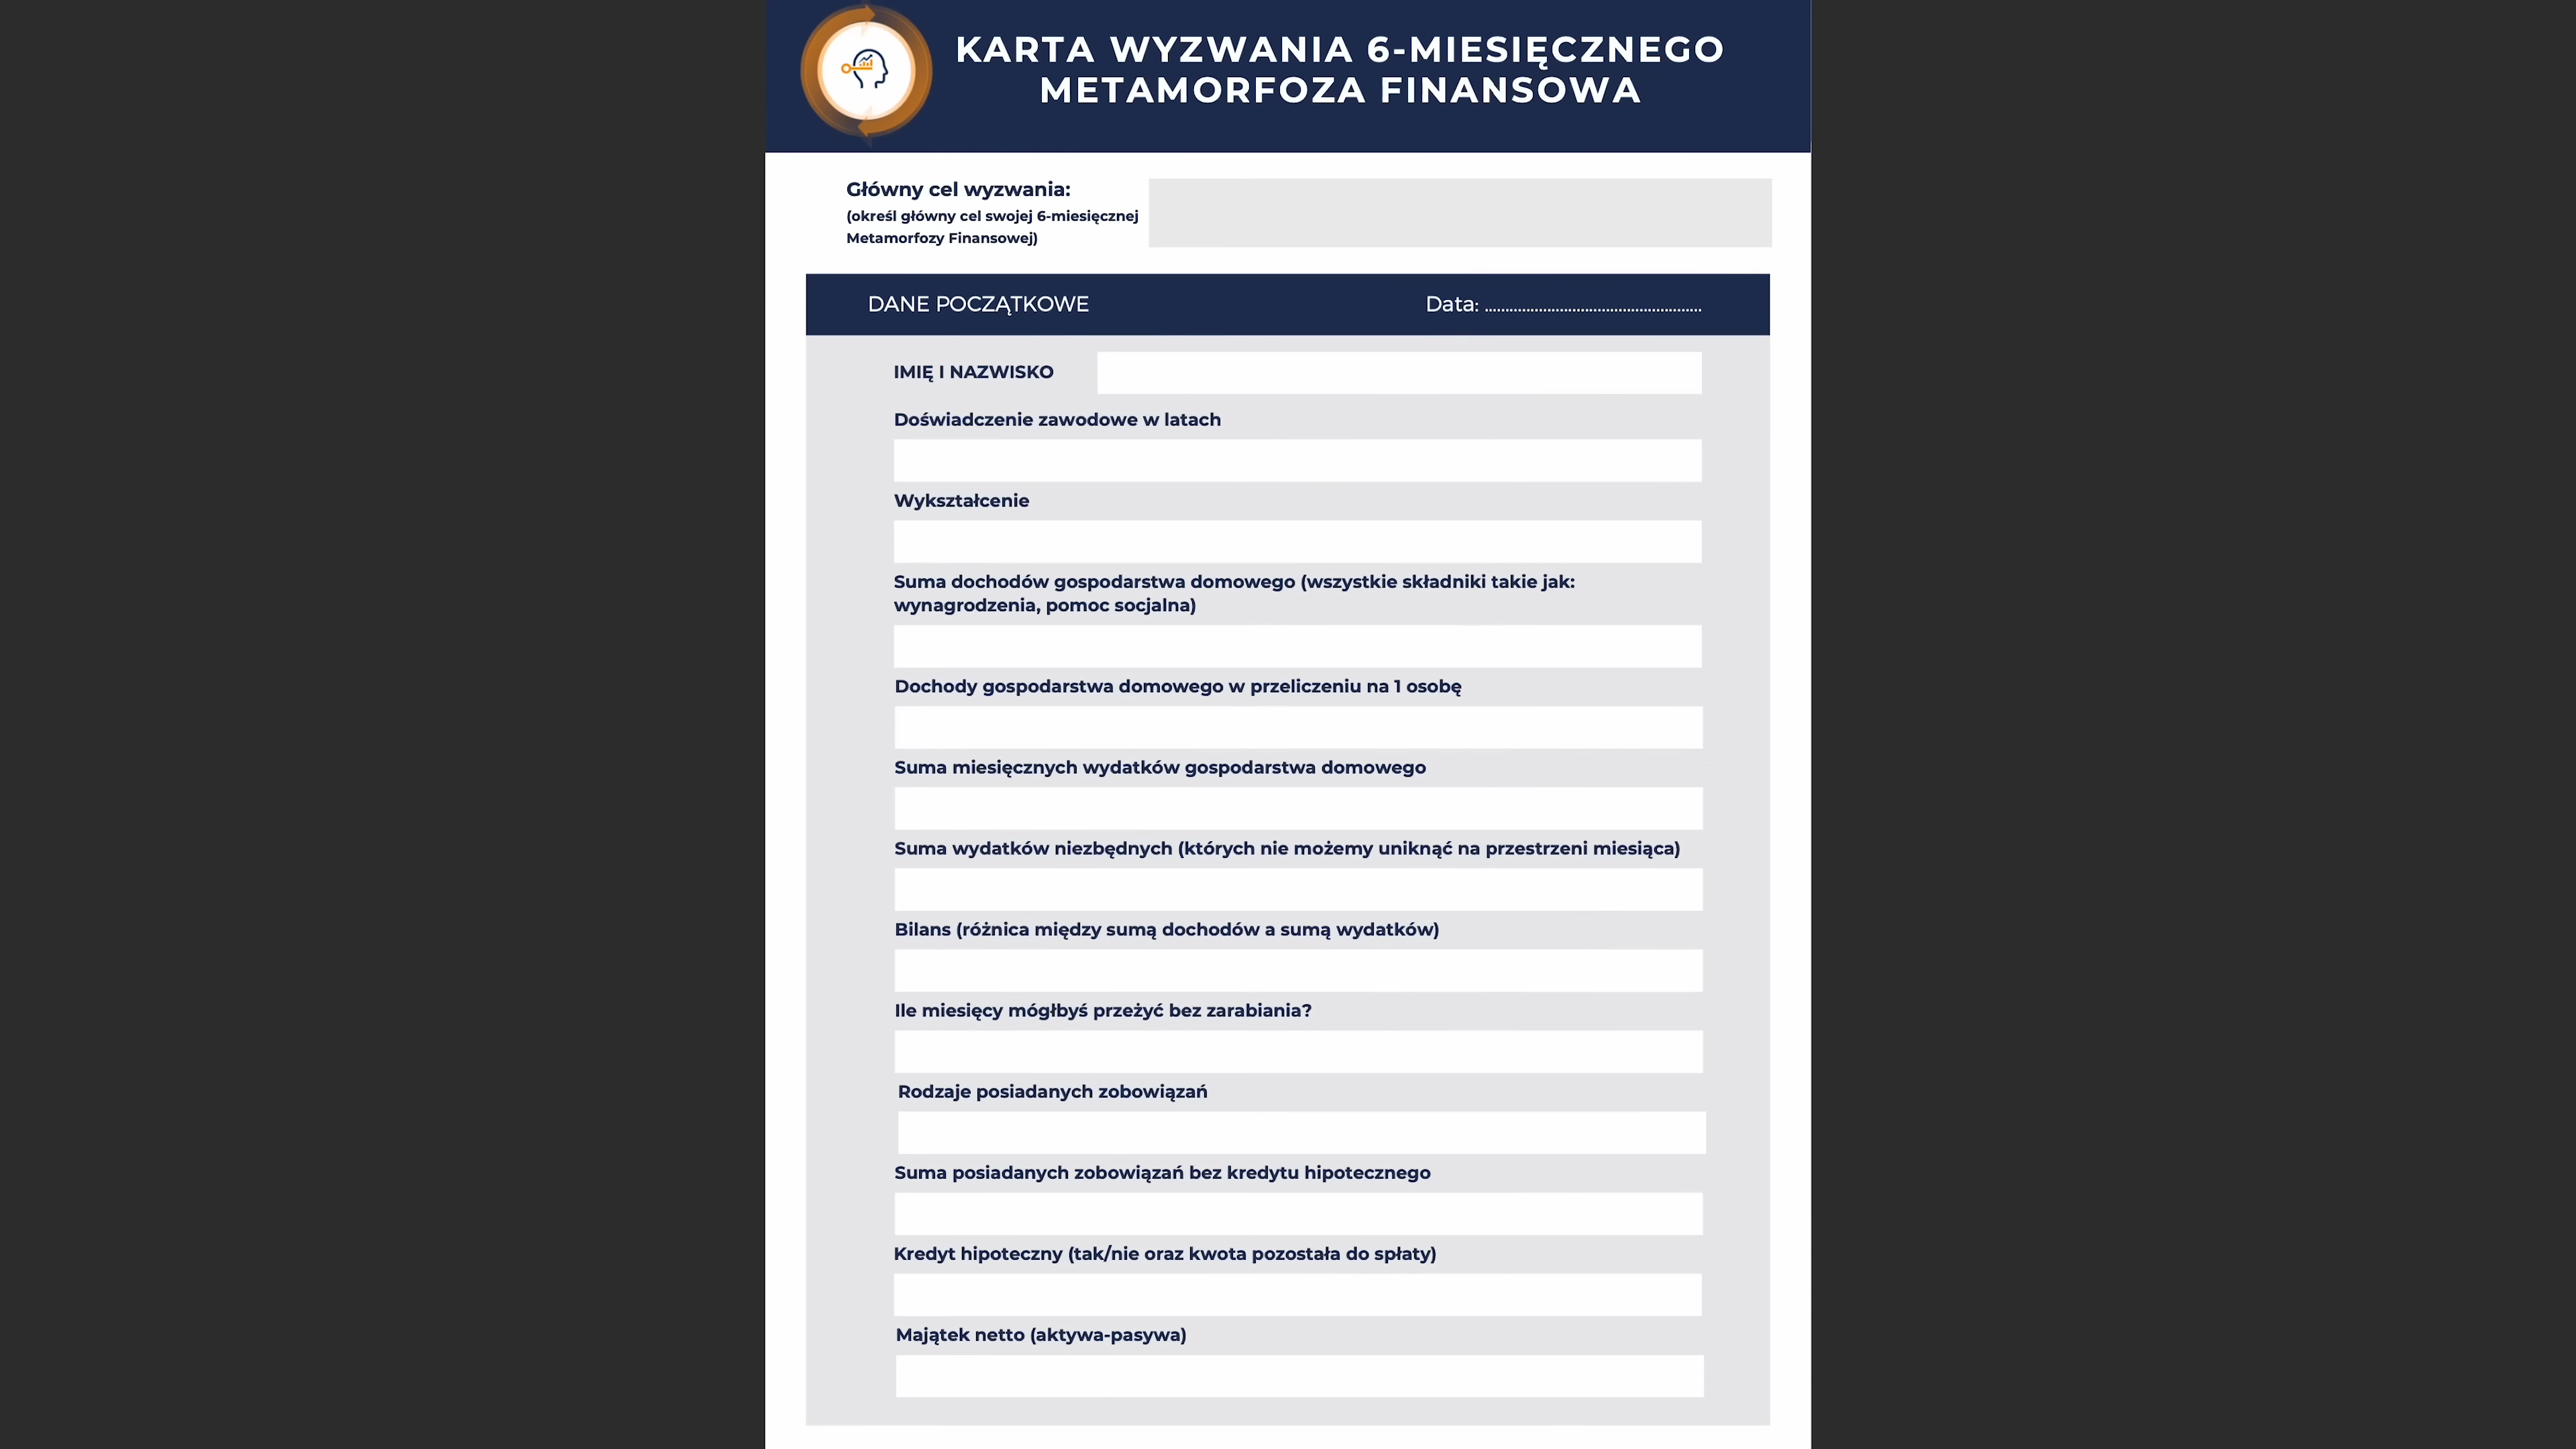 KARTA WYZWANIA 6-MIESIĘCZNEGO
METAMORFOZA FINANSOWA
Główny cel wyzwania:
(określ główny cel swojej 6-miesięcznej
Metamorfozy Finansowej)
DANE POCZĄTKOWE
Data: ....................................................
IMIĘ I NAZWISKO
Doświadczenie zawodowe w latach
Wykształcenie
Suma dochodów gospodarstwa domowego (wszystkie składniki takie jak:
wynagrodzenia, pomoc socjalna)
Dochody gospodarstwa domowego w przeliczeniu na 1 osobę
Suma miesięcznych wydatków gospodarstwa domowego
Suma wydatków niezbędnych (których nie możemy uniknąć na przestrzeni miesiąca)
Bilans (różnica między sumą dochodów a sumą wydatków)
Ile miesięcy mógłbyś przeżyć bez zarabiania?
Rodzaje posiadanych zobowiązań
Suma posiadanych zobowiązań bez kredytu hipotecznego
Kredyt hipoteczny (tak/nie oraz kwota pozostała do spłaty)
Majątek netto (aktywa-pasywa)